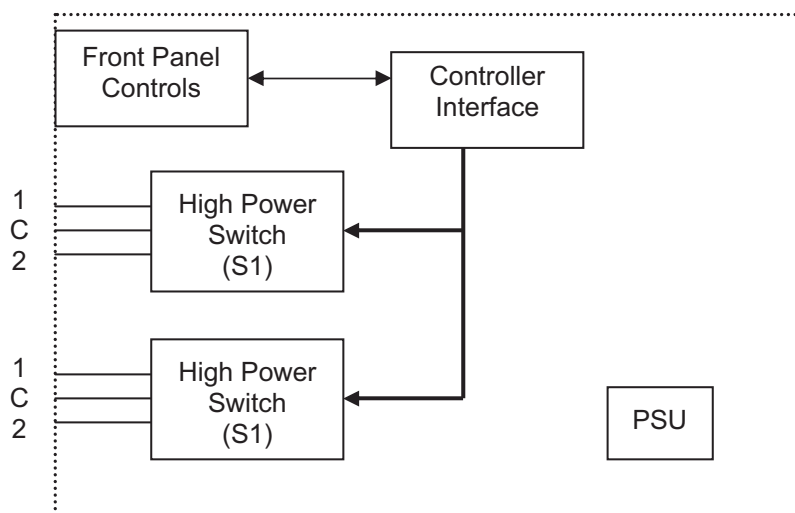 Front Panel
Controls
Controller
Interface
1
C
2
High Power
Switch
(S1)
1
C
2
High Power
Switch
(S1)
PSU